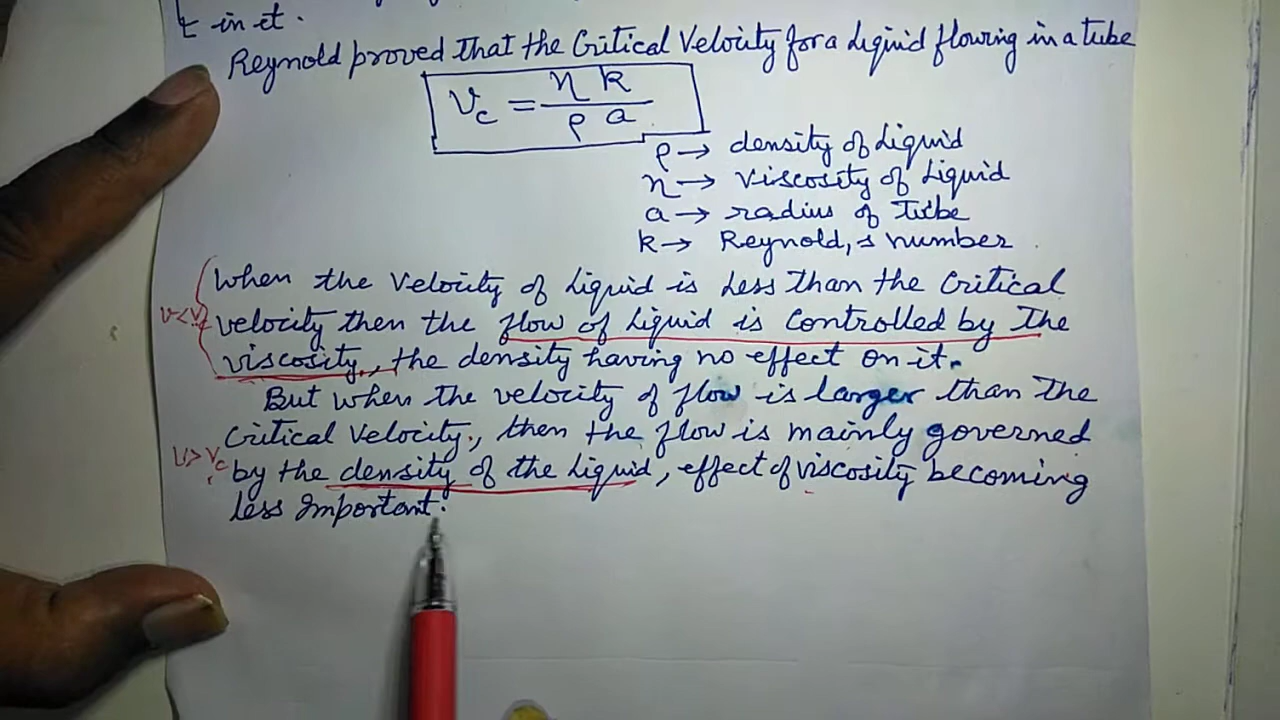 t in it.
Reynold proved that the Critical Velocity for a Liquid flowing in a tube
Vc = η k / ρ a
ρ → density of Liquid
η → Viscosity of Liquid
a → radius of Tube
k → Reynold,s number
When the Velocity of Liquid is Less than the Critical
v<Vc velocity then the flow of Liquid is Controlled by the
viscosity, the density having no effect on it.
But when the velocity of flow is larger than the
Critical Velocity, then the flow is mainly governed
v>Vc by the density of the Liquid, effect of viscosity becoming
less Important.